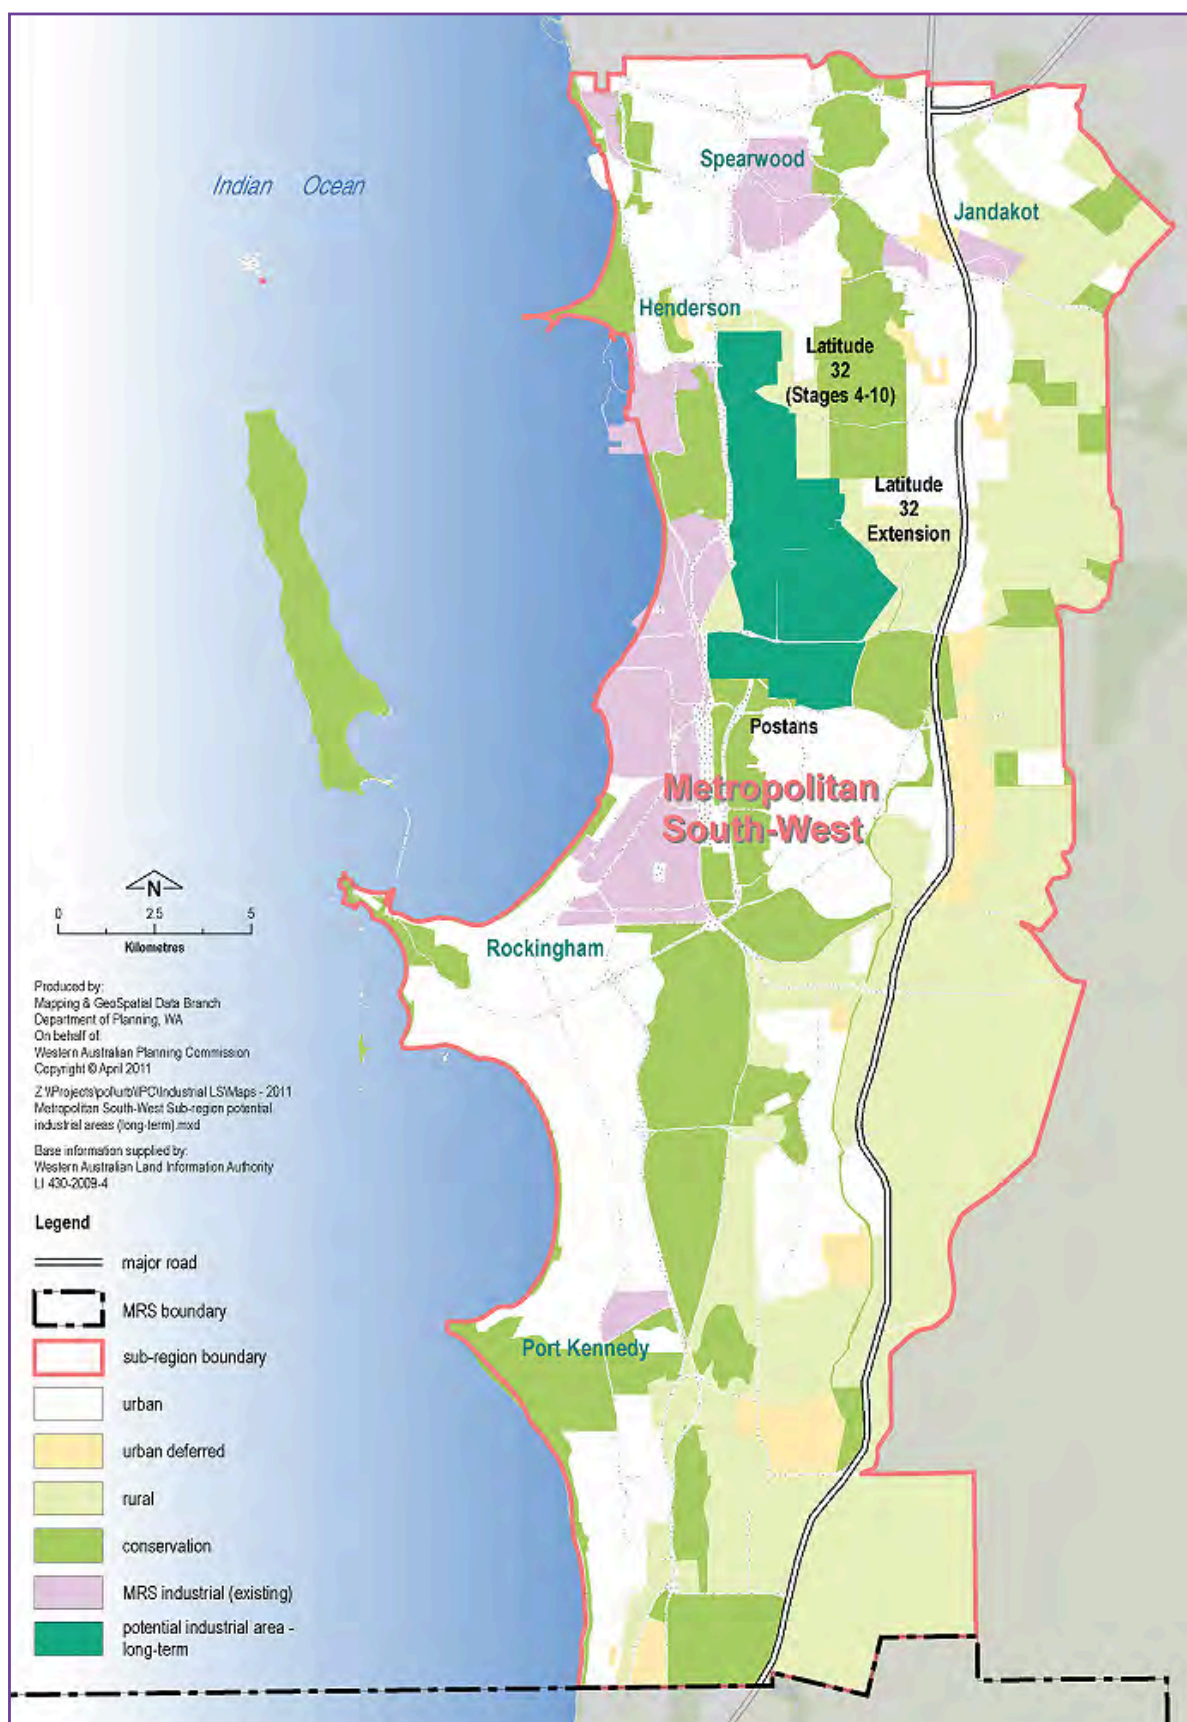 Spearwood
Indian Ocean
Jandakot
Henderson
Latitude
32
(Stages 4-10)
Latitude
32
Extension
Postans
Metropolitan
South-West
N
0 2.5 5
Kilometres
Rockingham
Produced by:
Mapping & GeoSpatial Data Branch
Department of Planning, WA
On behalf of:
Western Australian Planning Commission
Copyright © April 2011
Metropolitan South-West Sub-region potential
industrial areas (long-term).mxd
Base information supplied by:
Western Australian Land Information Authority
LI 430-2009-4
Legend
major road
MRS boundary
sub-region boundary
Port Kennedy
urban
urban deferred
rural
conservation
MRS industrial (existing)
potential industrial area -
long-term